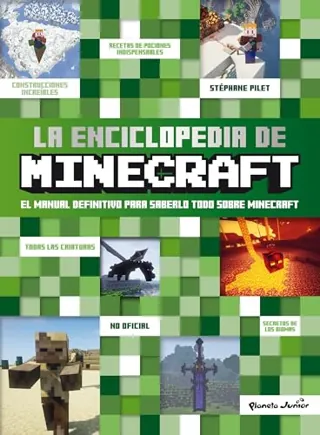 RECETAS DE POCIONES
INDISPENSABLES
CONSTRUCCIONES
INCREÍBLES
STÉPHANE PILET
LA ENCICLOPEDIA DE
MINECRAFT
EL MANUAL DEFINITIVO PARA SABERLO TODO SOBRE MINECRAFT
TODAS LAS CRIATURAS
NO OFICIAL
SECRETOS DE
LOS BIOMAS
Planeta Junior